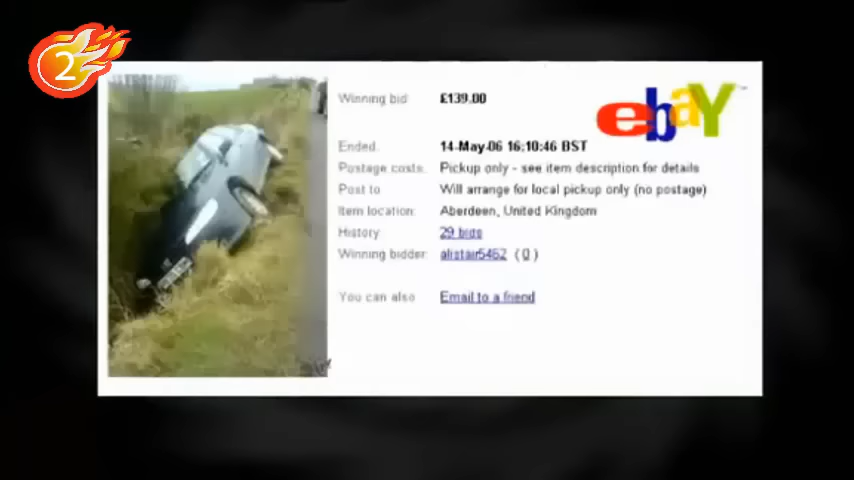 2
ebay
Winning bid: £139.00
Ended: 14-May-06 16:10:46 BST
Postage costs: Pickup only - see item description for details
Post to: Will arrange for local pickup only (no postage)
Item location: Aberdeen, United Kingdom
History: 29 bids
Winning bidder: alistair5462 ( 0 )
You can also: Email to a friend